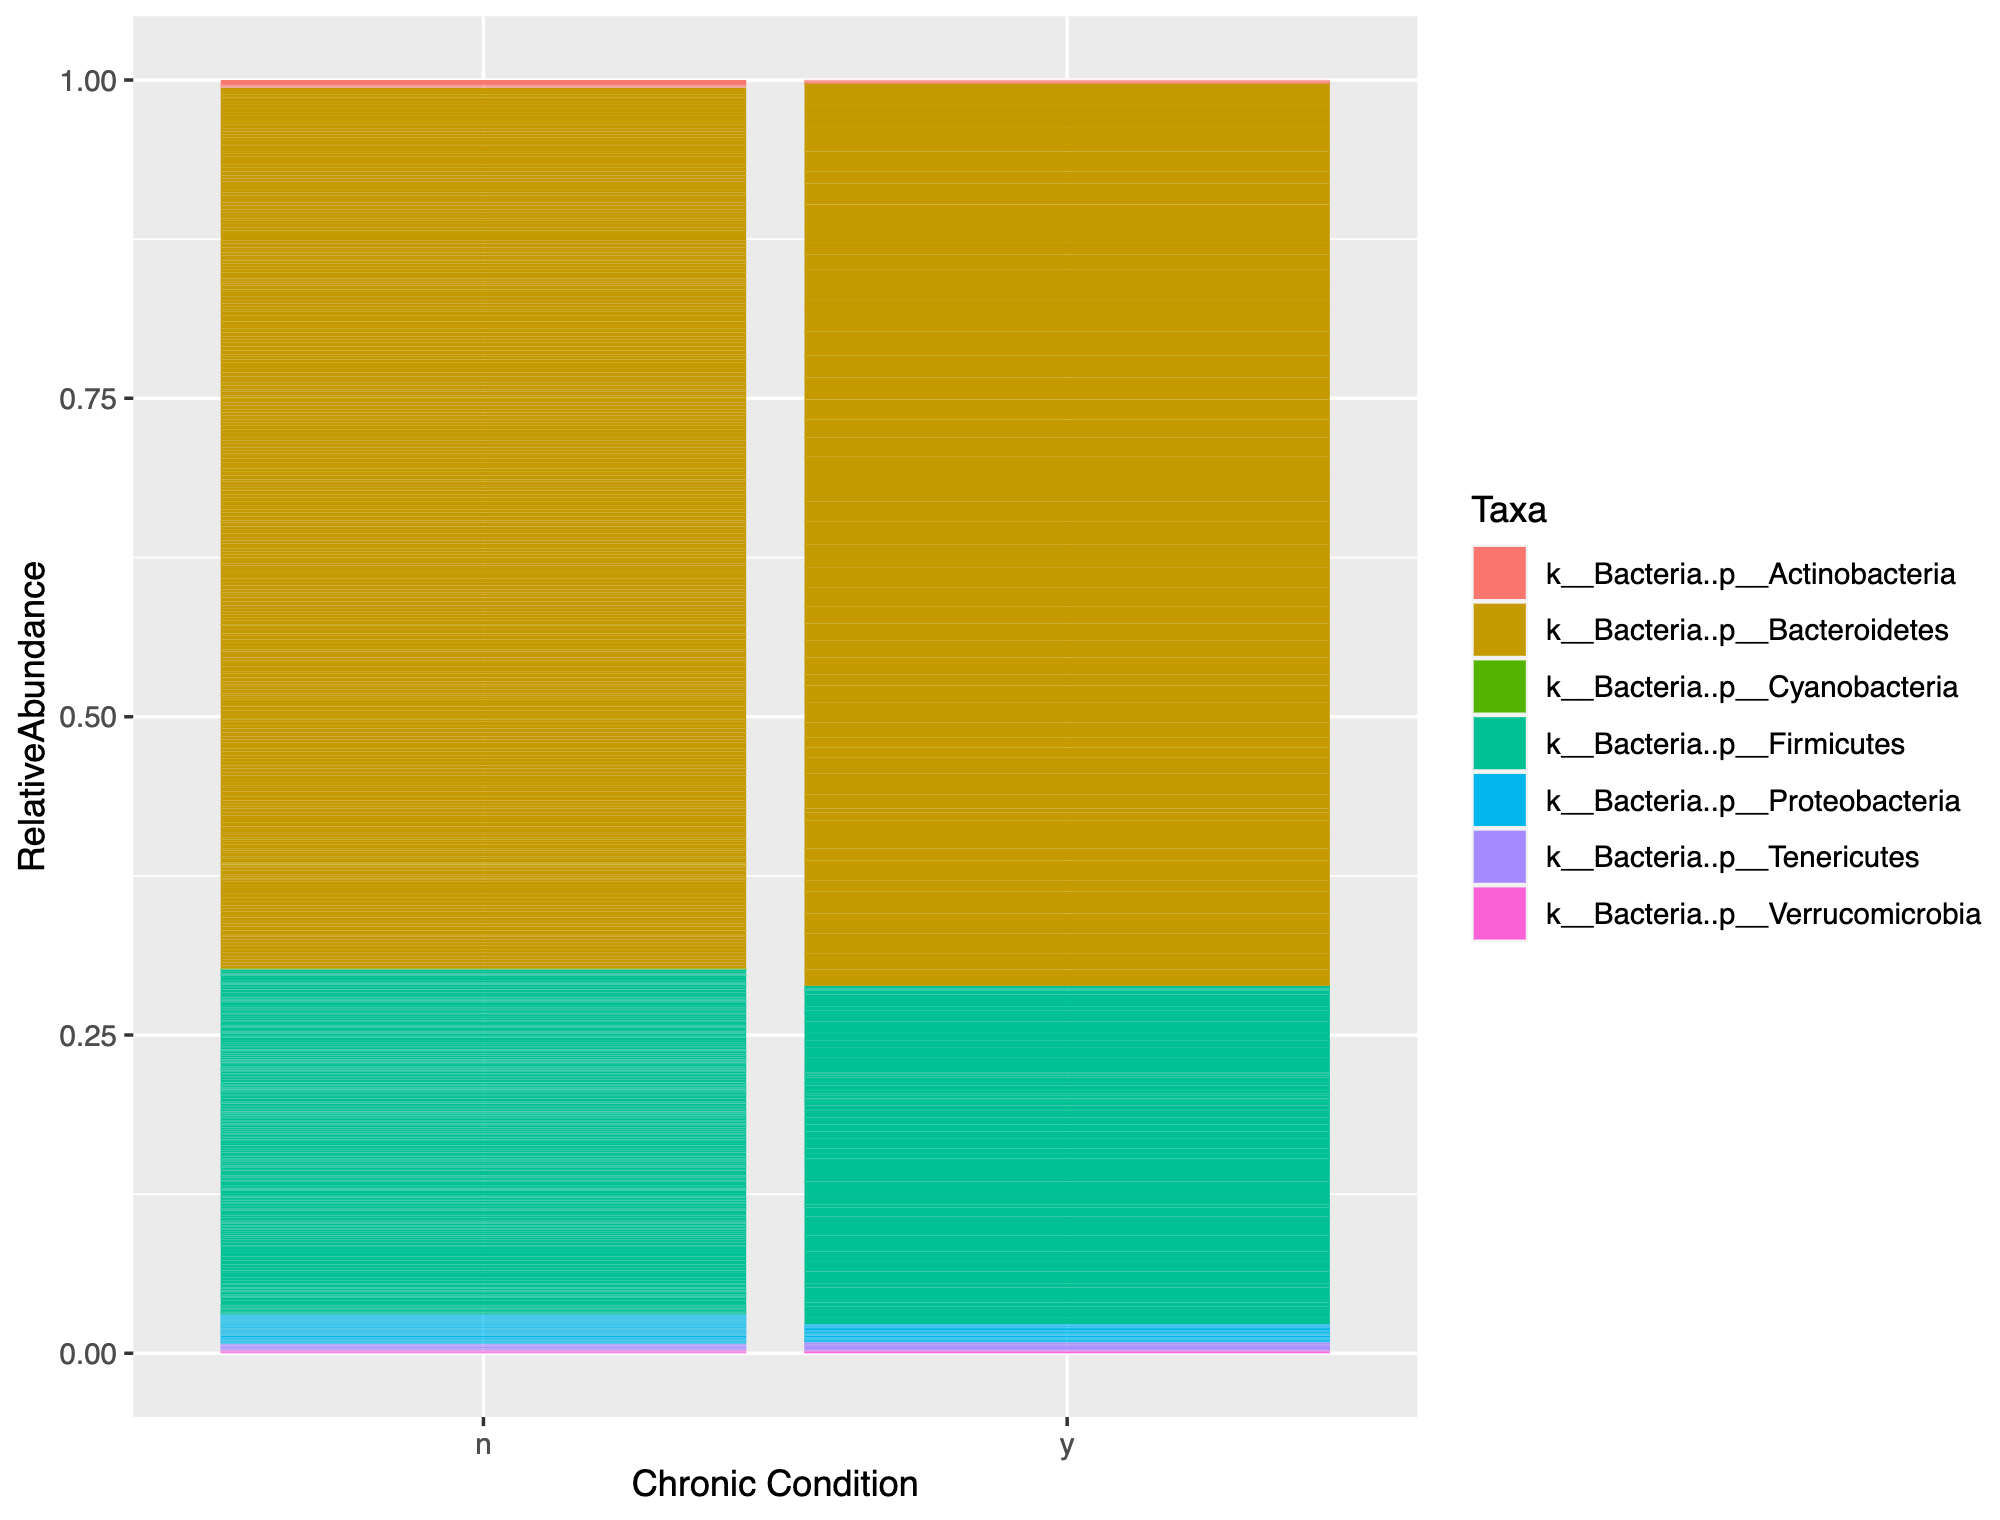 1.00
0.75
0.50
0.25
0.00
RelativeAbundance
n
y
Chronic Condition
Taxa
k__Bacteria..p__Actinobacteria
k__Bacteria..p__Bacteroidetes
k__Bacteria..p__Cyanobacteria
k__Bacteria..p__Firmicutes
k__Bacteria..p__Proteobacteria
k__Bacteria..p__Tenericutes
k__Bacteria..p__Verrucomicrobia